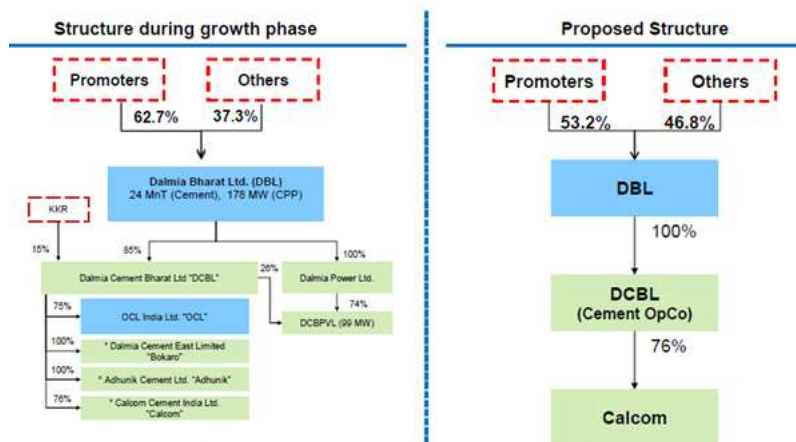 Structure during growth phase
Promoters
Others
62.7%
37.3%
Dalmia Bharat Ltd. (DBL)
24 MnT (Cement), 178 MW (CPP)
KKR
15%
85%
100%
Dalmia Cement Bharat Ltd "DCBL"
26%
Dalmia Power Ltd.
75%
OCL India Ltd. "OCL"
74%
DCBPVL (99 MW)
100%
* Dalmia Cement East Limited
"Bokaro"
100%
* Adhunik Cement Ltd. "Adhunik"
76%
* Calcom Cement India Ltd.
"Calcom"
Proposed Structure
Promoters
Others
53.2%
46.8%
DBL
100%
DCBL
(Cement OpCo)
76%
Calcom